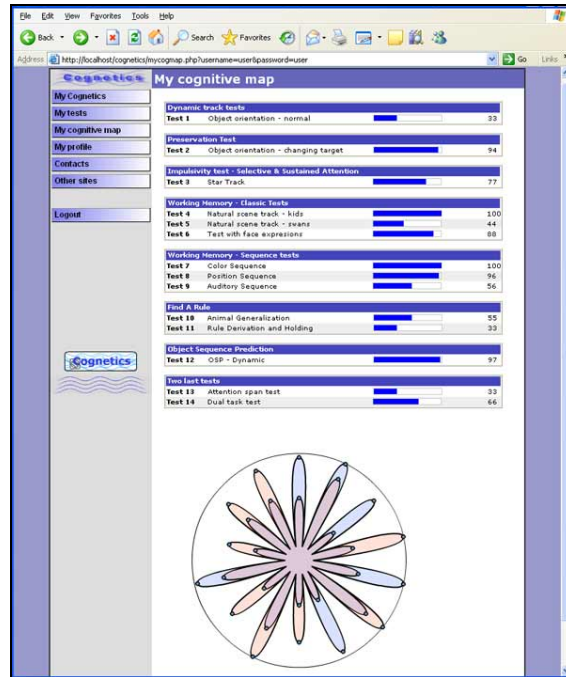 File Edit View Favorites Tools Help
Back Search Favorites
Address http://localhost/cognetics/mycogmap.php?username=user&password=user Go Links
Cognetics My cognitive map
My Cognetics
My tests
My cognitive map
My profile
Contacts
Other sites
Logout
Cognetics
Dynamic track tests
Test 1 Object orientation - normal 33
Preservation Test
Test 2 Object orientation - changing target 94
Impulsivity test - Selective & Sustained Attention
Test 3 Star Track 77
Working Memory - Classic Tests
Test 4 Natural scene track - kids 100
Test 5 Natural scene track - swans 44
Test 6 Test with face expresions 88
Working Memory - Sequence tests
Test 7 Color Sequence 100
Test 8 Position Sequence 96
Test 9 Auditory Sequence 56
Find A Rule
Test 10 Animal Generalization 55
Test 11 Rule Derivation and Holding 33
Object Sequence Prediction
Test 12 OSP - Dynamic 97
Two last tests
Test 13 Attention span test 33
Test 14 Dual task test 66